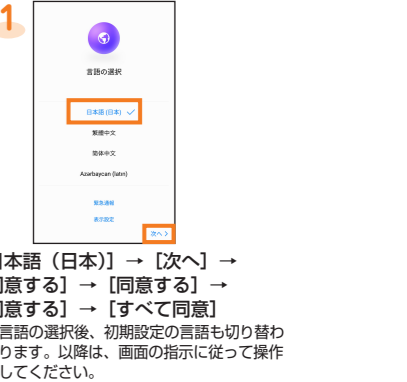 1
言語の選択
日本語 (日本)
繁體中文
简体中文
Azərbaycan (latın)
緊急通報
表示設定
次へ
本語（日本）］→［次へ］→
意する］→［同意する］→
意する］→［すべて同意］
言語の選択後、初期設定の言語も切り替わ
ります。以降は、画面の指示に従って操作
してください。